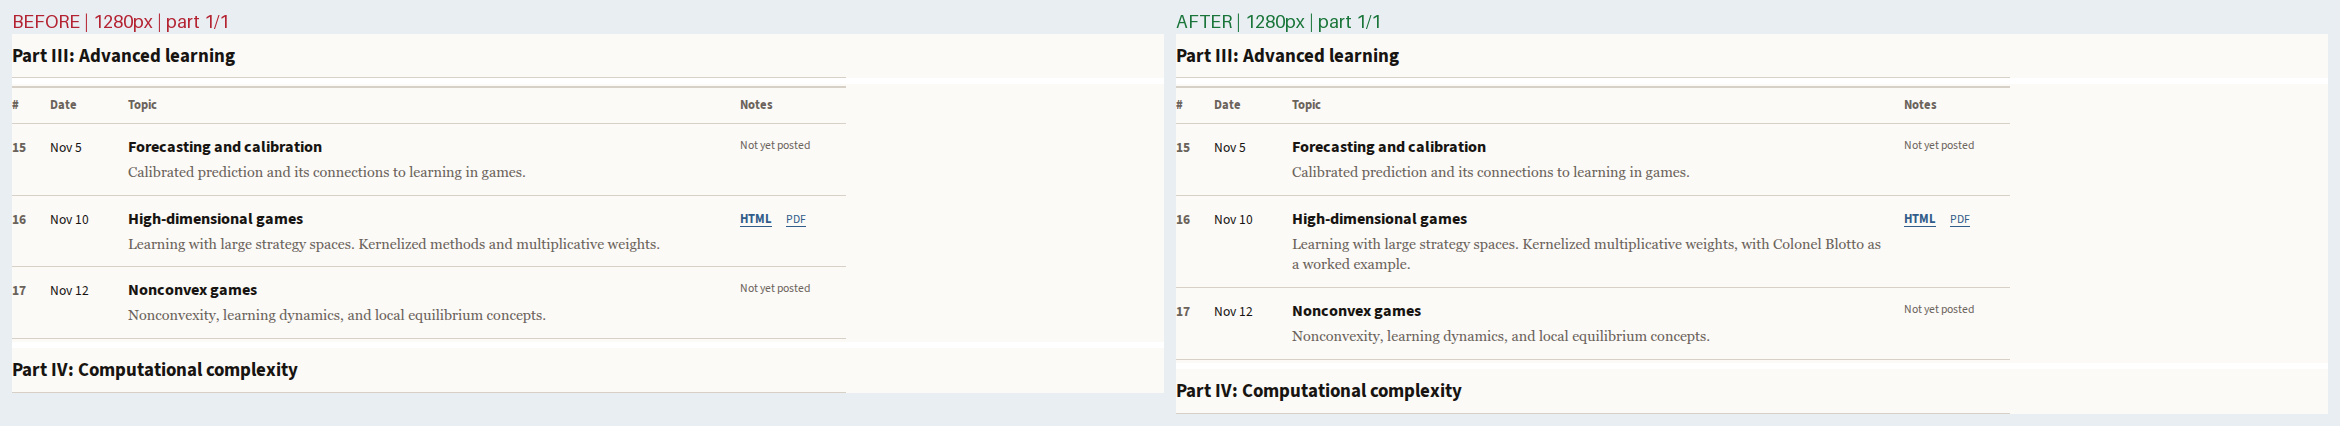 BEFORE | 1280px | part 1/1
Part III: Advanced learning
# Date Topic Notes
15 Nov 5 Forecasting and calibration Not yet posted
Calibrated prediction and its connections to learning in games.
16 Nov 10 High-dimensional games HTML PDF
Learning with large strategy spaces. Kernelized methods and multiplicative weights.
17 Nov 12 Nonconvex games Not yet posted
Nonconvexity, learning dynamics, and local equilibrium concepts.
Part IV: Computational complexity
AFTER | 1280px | part 1/1
Part III: Advanced learning
# Date Topic Notes
15 Nov 5 Forecasting and calibration Not yet posted
Calibrated prediction and its connections to learning in games.
16 Nov 10 High-dimensional games HTML PDF
Learning with large strategy spaces. Kernelized multiplicative weights, with Colonel Blotto as
a worked example.
17 Nov 12 Nonconvex games Not yet posted
Nonconvexity, learning dynamics, and local equilibrium concepts.
Part IV: Computational complexity